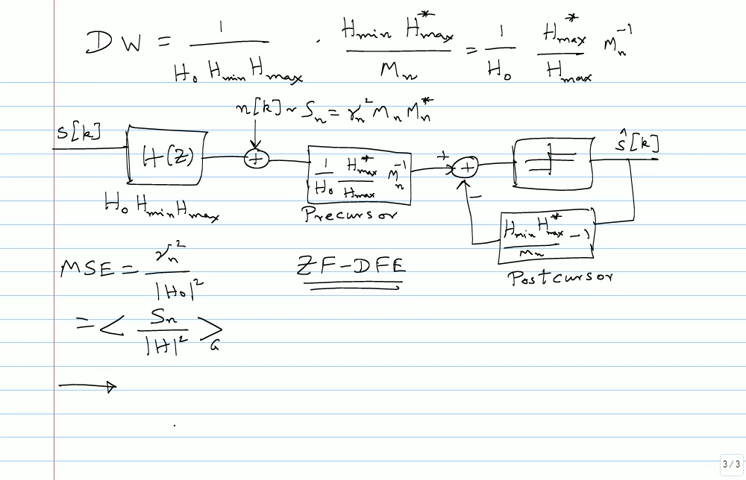 DW = 1/(H₀ Hmin Hmax) · (Hmin H*max)/Mn = 1/H₀ H*max/Hmax Mn⁻¹
n[k] ~ Sn = γn² Mn M*n
s[k]
H(Z)
+
1/H₀ H*max/Hmax Mn⁻¹
+
+
−
ŝ[k]
H₀ Hmin Hmax
Precursor
(Hmin H*max)/Mn − 1
Postcursor
MSE = γn²/|H₀|²
ZF-DFE
= < Sn/|H|² >G
3/3